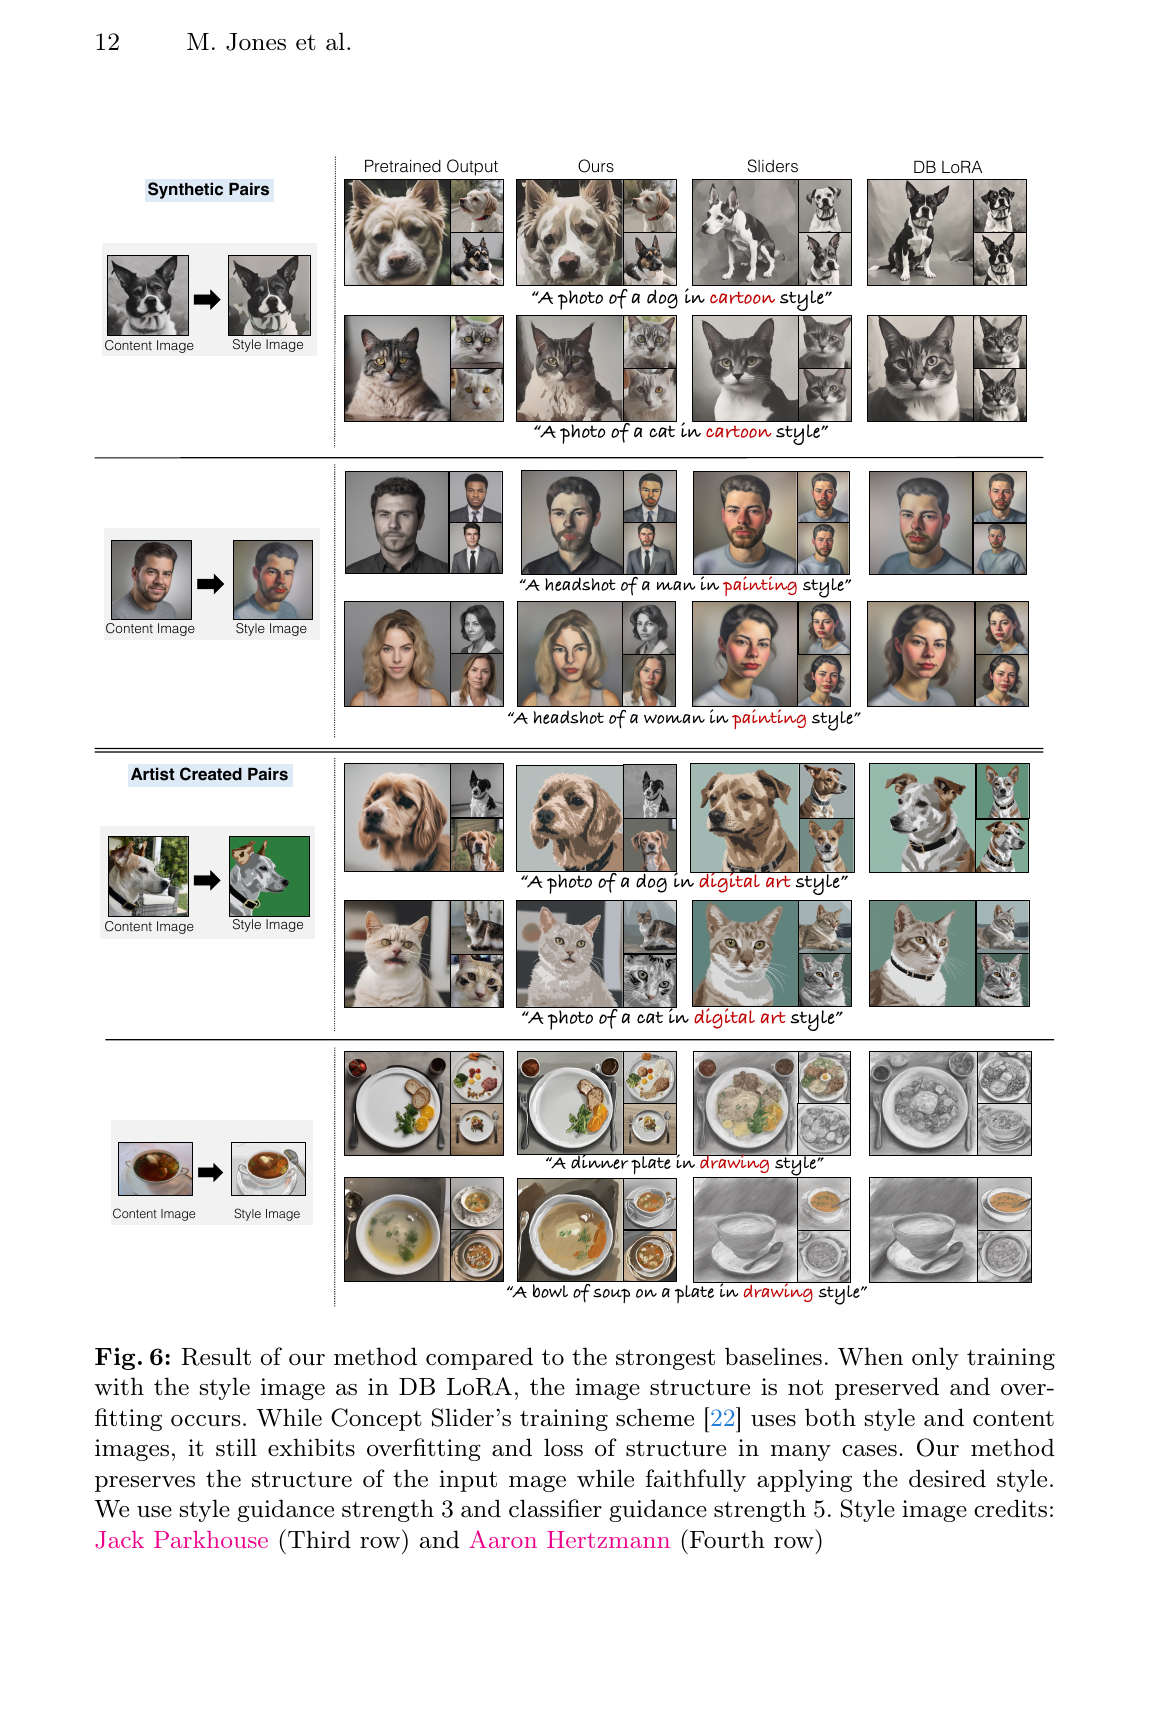 12 M. Jones et al.
Pretrained Output Ours Sliders DB LoRA
Synthetic Pairs
Content Image Style Image
“A photo of a dog in cartoon style”
“A photo of a cat in cartoon style”
Content Image Style Image
“A headshot of a man in painting style”
“A headshot of a woman in painting style”
Artist Created Pairs
Content Image Style Image
“A photo of a dog in digital art style”
“A photo of a cat in digital art style”
Content Image Style Image
“A dinner plate in drawing style”
“A bowl of soup on a plate in drawing style”
Fig. 6: Result of our method compared to the strongest baselines. When only training
with the style image as in DB LoRA, the image structure is not preserved and over-
fitting occurs. While Concept Slider’s training scheme [22] uses both style and content
images, it still exhibits overfitting and loss of structure in many cases. Our method
preserves the structure of the input mage while faithfully applying the desired style.
We use style guidance strength 3 and classifier guidance strength 5. Style image credits:
Jack Parkhouse (Third row) and Aaron Hertzmann (Fourth row)